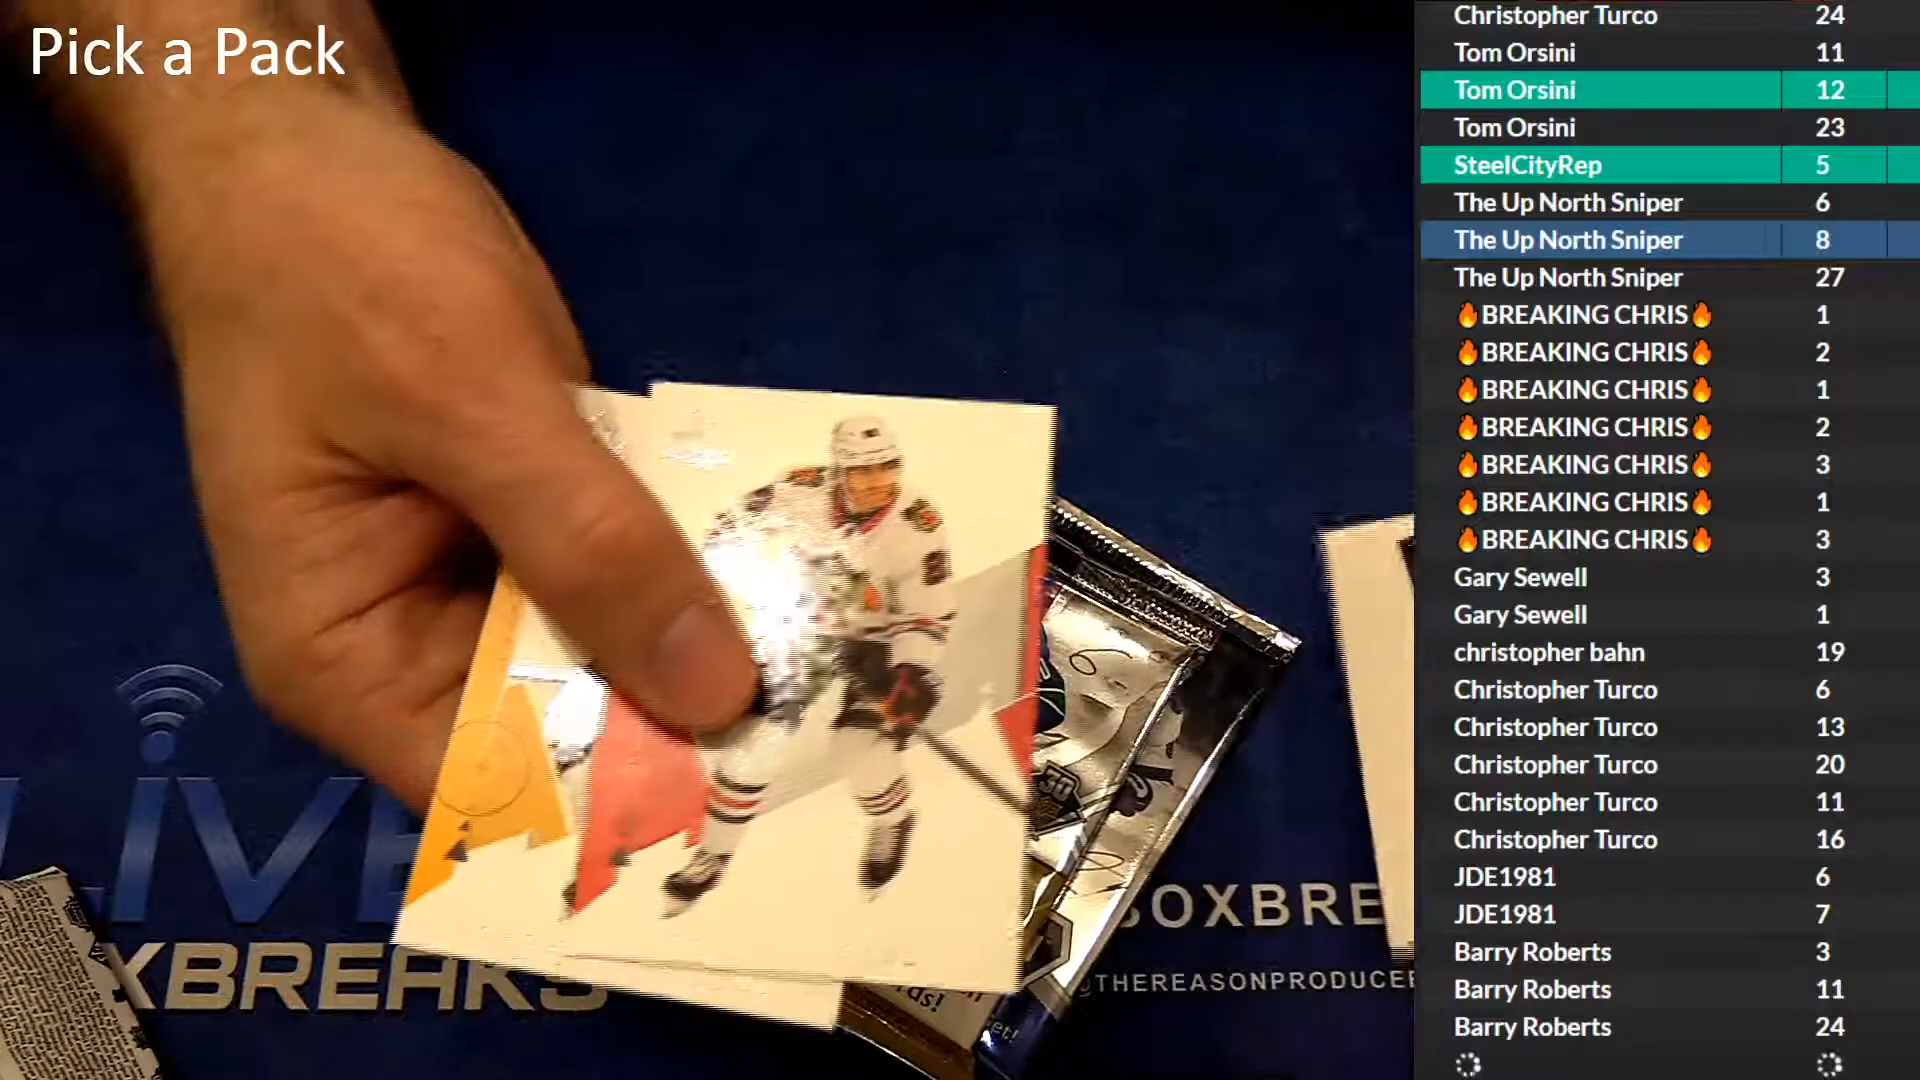 Pick a Pack
Christopher Turco 24
Tom Orsini 11
Tom Orsini 12
Tom Orsini 23
SteelCityRep 5
The Up North Sniper 6
The Up North Sniper 8
The Up North Sniper 27
🔥BREAKING CHRIS🔥 1
🔥BREAKING CHRIS🔥 2
🔥BREAKING CHRIS🔥 1
🔥BREAKING CHRIS🔥 2
🔥BREAKING CHRIS🔥 3
🔥BREAKING CHRIS🔥 1
🔥BREAKING CHRIS🔥 3
Gary Sewell 3
Gary Sewell 1
christopher bahn 19
Christopher Turco 6
Christopher Turco 13
Christopher Turco 20
Christopher Turco 11
Christopher Turco 16
JDE1981 6
JDE1981 7
Barry Roberts 3
Barry Roberts 11
Barry Roberts 24
LIVE
XBREAKS
OXBRE
@THEREASONPRODUCE
30